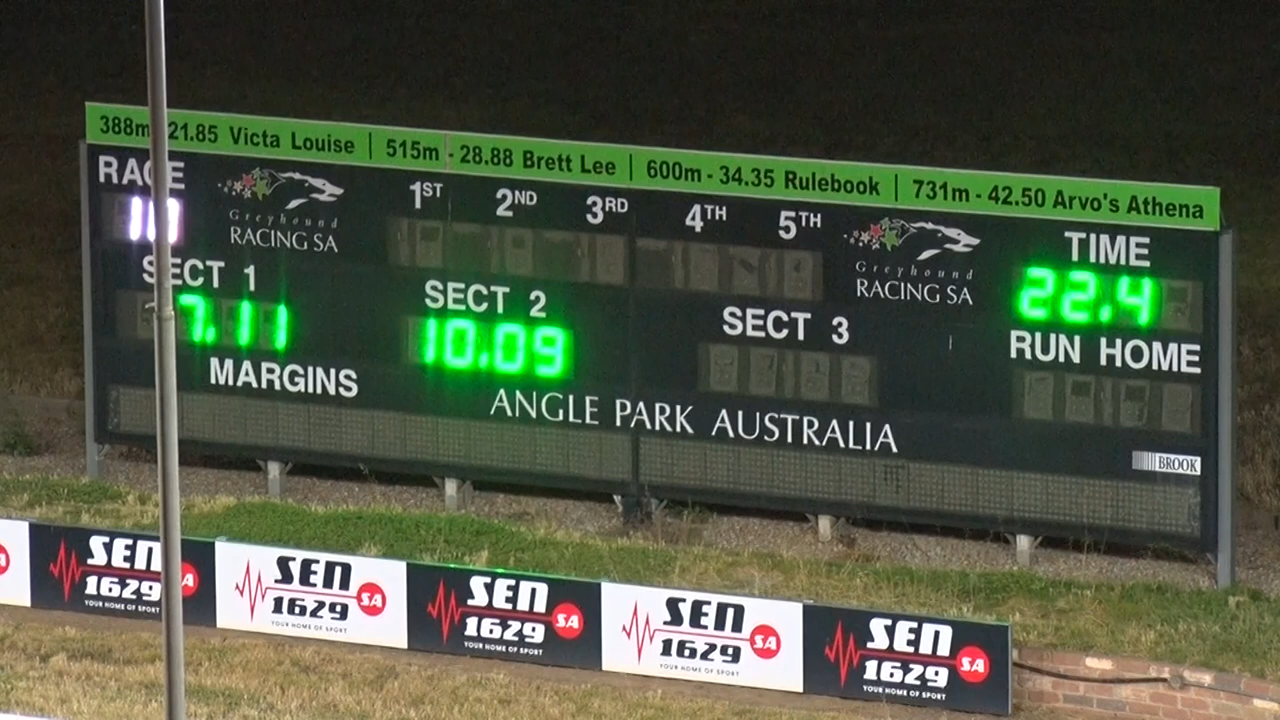 388m - 21.85 Victa Louise | 515m - 28.88 Brett Lee | 600m - 34.35 Rulebook | 731m - 42.50 Arvo's Athena
RACE
Greyhound
RACING SA
1ST 2ND 3RD 4TH 5TH
Greyhound
RACING SA
TIME
22.4
SECT 1
7.11
SECT 2
10.09
SECT 3
RUN HOME
MARGINS
ANGLE PARK AUSTRALIA
BROOK
SEN
1629 SA
YOUR HOME OF SPORT
SEN
1629 SA
YOUR HOME OF SPORT
SEN
1629 SA
YOUR HOME OF SPORT
SEN
1629 SA
YOUR HOME OF SPORT
SEN
1629 SA
YOUR HOME OF SPORT